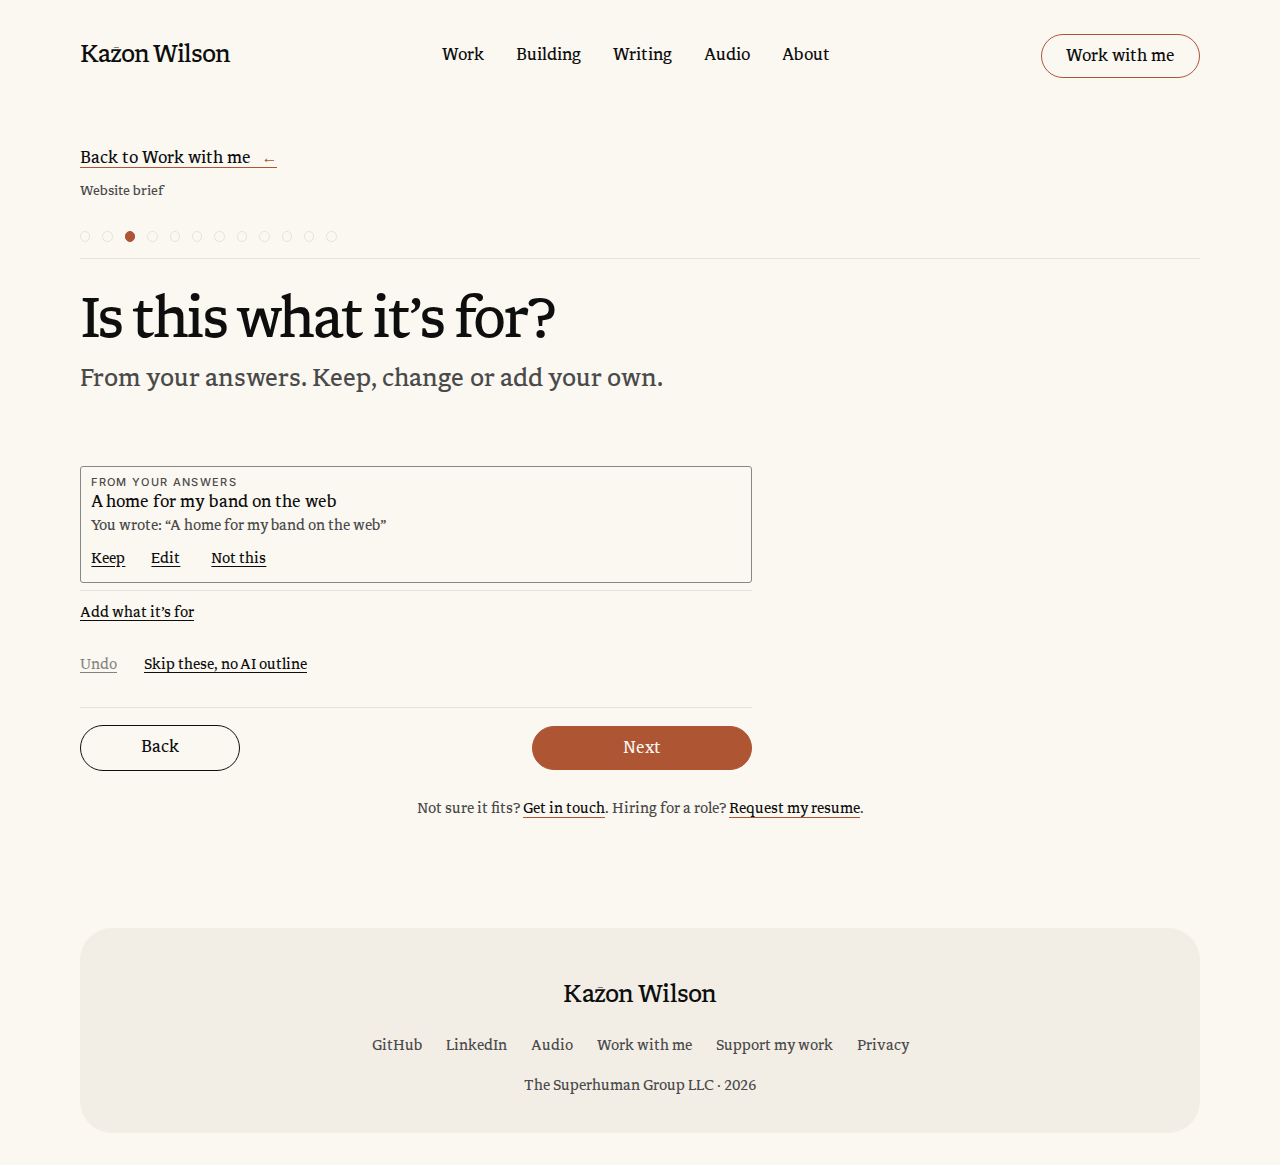 Każon Wilson
Work Building Writing Audio About
Work with me
Back to Work with me ←
Website brief
Is this what it’s for?
From your answers. Keep, change or add your own.
FROM YOUR ANSWERS
A home for my band on the web
You wrote: “A home for my band on the web”
Keep Edit Not this
Add what it’s for
Undo Skip these, no AI outline
Back Next
Not sure it fits? Get in touch. Hiring for a role? Request my resume.
Każon Wilson
GitHub LinkedIn Audio Work with me Support my work Privacy
The Superhuman Group LLC · 2026